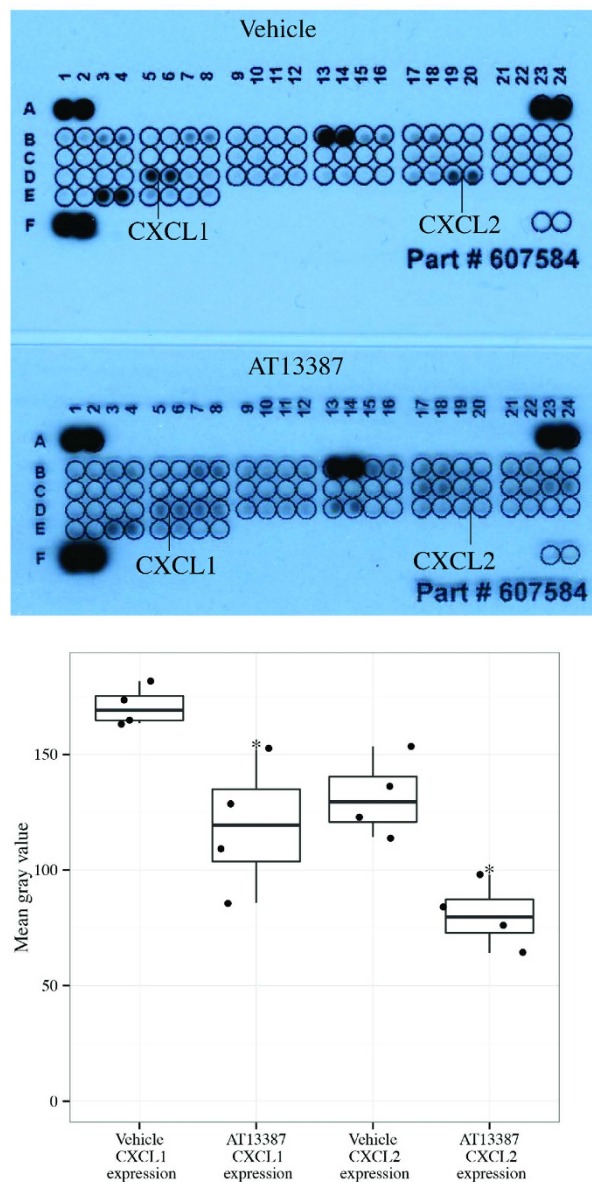 Vehicle
1 2 3 4 5 6 7 8 9 10 11 12 13 14 15 16 17 18 19 20 21 22 23 24
A
B
C
D
E
F
CXCL1
CXCL2
Part # 607584
AT13387
1 2 3 4 5 6 7 8 9 10 11 12 13 14 15 16 17 18 19 20 21 22 23 24
A
B
C
D
E
F
CXCL1
CXCL2
Part # 607584
Mean gray value
150
100
50
0
*
*
Vehicle
CXCL1
expression
AT13387
CXCL1
expression
Vehicle
CXCL2
expression
AT13387
CXCL2
expression